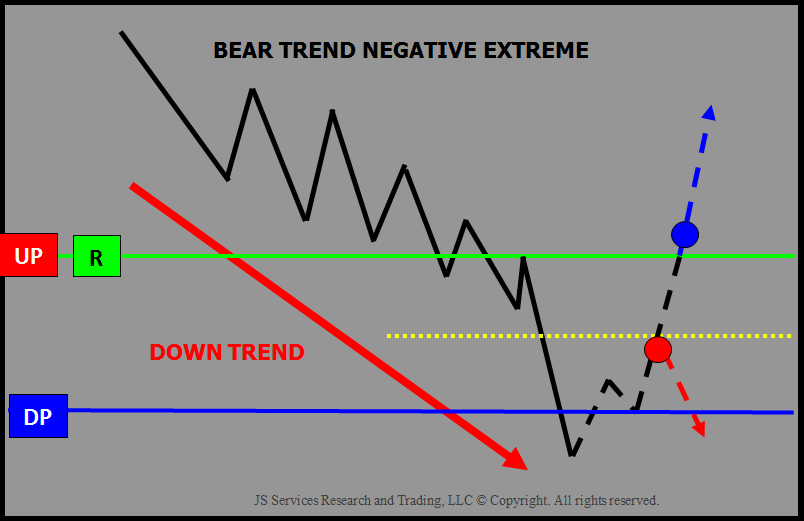 BEAR TREND NEGATIVE EXTREME
UP
R
DOWN TREND
DP
JS Services Research and Trading, LLC © Copyright. All rights reserved.